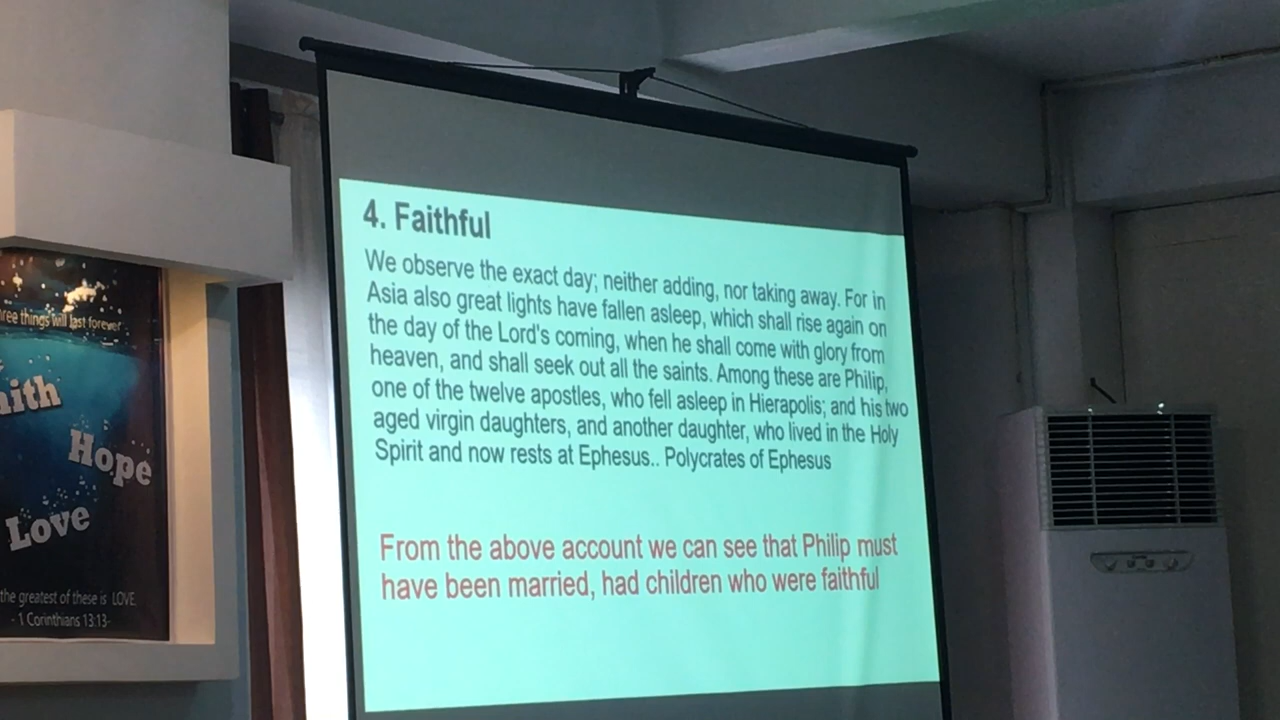 4. Faithful
We observe the exact day; neither adding, nor taking away. For in
Asia also great lights have fallen asleep, which shall rise again on
the day of the Lord's coming, when he shall come with glory from
heaven, and shall seek out all the saints. Among these are Philip,
one of the twelve apostles, who fell asleep in Hierapolis; and his two
aged virgin daughters, and another daughter, who lived in the Holy
Spirit and now rests at Ephesus.. Polycrates of Ephesus
From the above account we can see that Philip must
have been married, had children who were faithful
things will last forever
Hope
Love
the greatest of these is LOVE.
- 1 Corinthians 13:13-